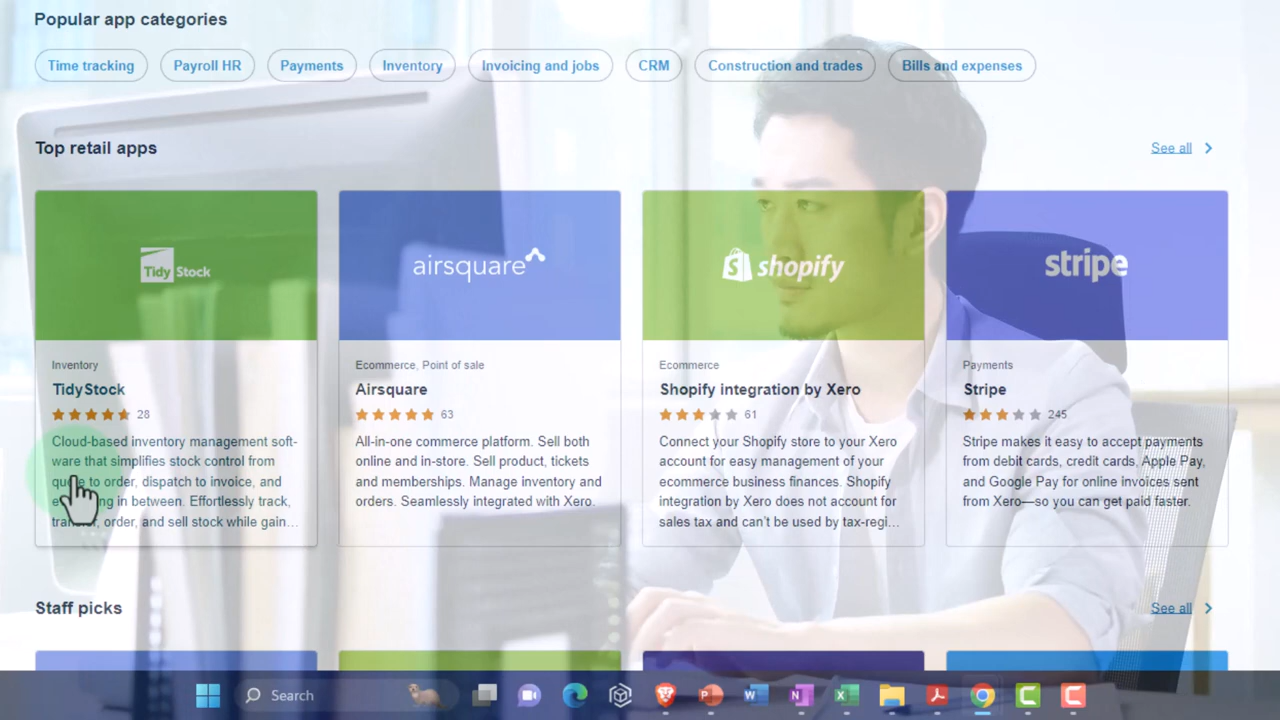 Popular app categories
Time tracking
Payroll HR
Payments
Inventory
Invoicing and jobs
CRM
Construction and trades
Bills and expenses
Top retail apps
See all
Tidy Stock
airsquare
shopify
stripe
Inventory
TidyStock
28
Cloud-based inventory management soft-
ware that simplifies stock control from
to order, dispatch to invoice, and
in between. Effortlessly track,
order, and sell stock while gain...
Ecommerce, Point of sale
Airsquare
63
All-in-one commerce platform. Sell both
online and in-store. Sell product, tickets
and memberships. Manage inventory and
orders. Seamlessly integrated with Xero.
Ecommerce
Shopify integration by Xero
61
Connect your Shopify store to your Xero
account for easy management of your
ecommerce business finances. Shopify
integration by Xero does not account for
sales tax and can't be used by tax-regi...
Payments
Stripe
245
Stripe makes it easy to accept payments
from debit cards, credit cards, Apple Pay,
and Google Pay for online invoices sent
from Xero—so you can get paid faster.
Staff picks
See all
Search